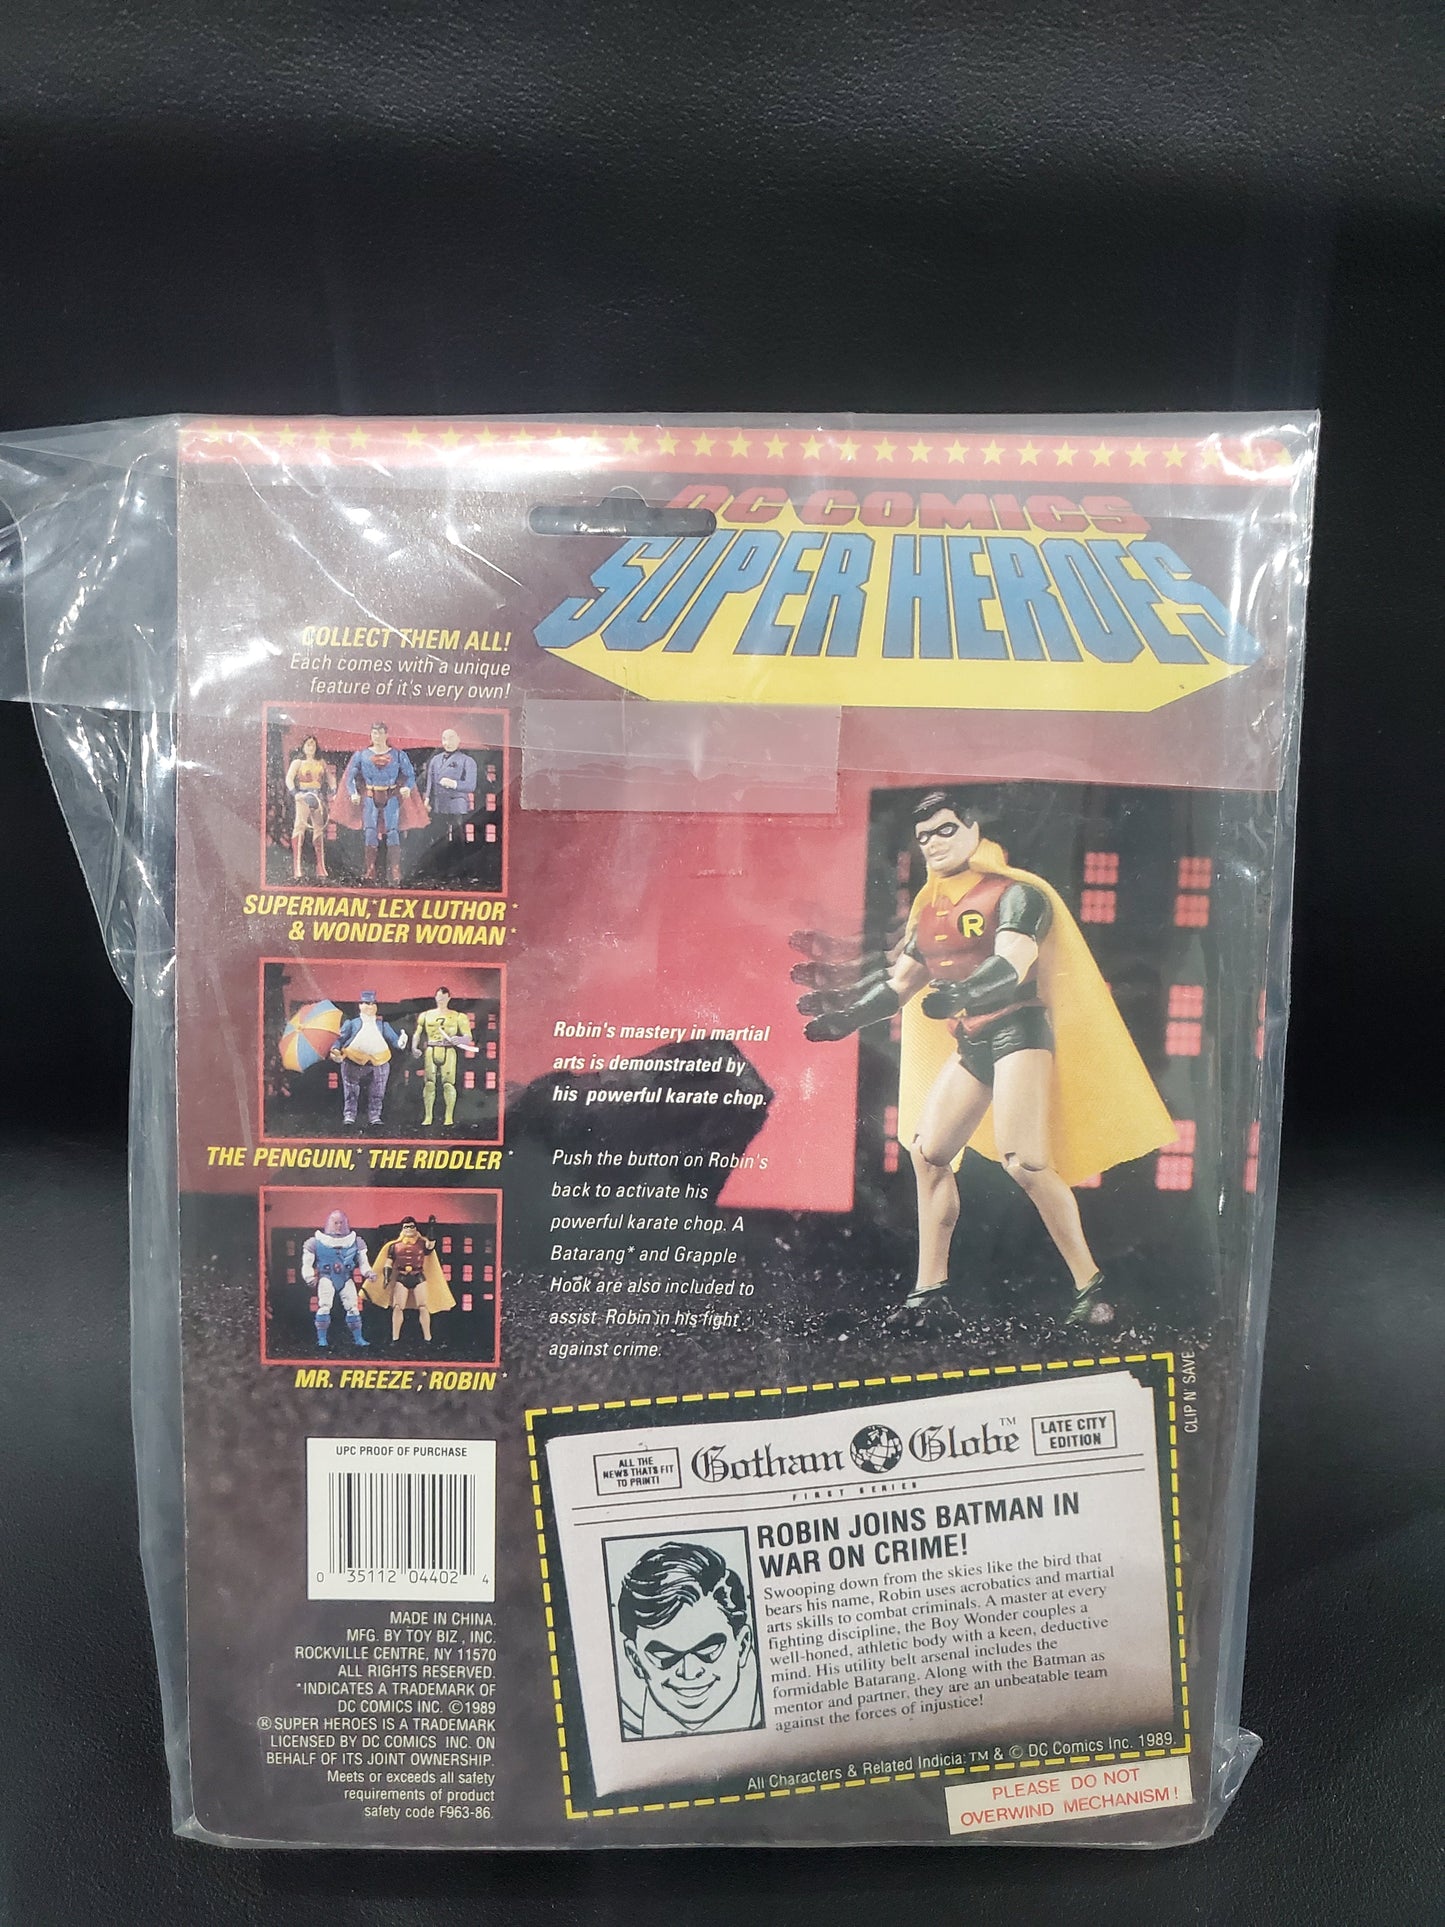 DC COMICS
SUPER HEROES
COLLECT THEM ALL!
Each comes with a unique
feature of it's very own!
SUPERMAN,* LEX LUTHOR*
& WONDER WOMAN*
THE PENGUIN,* THE RIDDLER*
MR. FREEZE,* ROBIN*
Robin's mastery in martial
arts is demonstrated by
his powerful karate chop.
Push the button on Robin's
back to activate his
powerful karate chop. A
Batarang* and Grapple
Hook are also included to
assist Robin in his fight
against crime.
R
UPC PROOF OF PURCHASE
0 35112 04402 4
MADE IN CHINA.
MFG. BY TOY BIZ, INC.
ROCKVILLE CENTRE, NY 11570
ALL RIGHTS RESERVED.
*INDICATES A TRADEMARK OF
DC COMICS INC. ©1989
® SUPER HEROES IS A TRADEMARK
LICENSED BY DC COMICS INC. ON
BEHALF OF ITS JOINT OWNERSHIP.
Meets or exceeds all safety
requirements of product
safety code F963-86.
CLIP N' SAVE
ALL THE
NEWS THATS FIT
TO PRINT!
Gotham Globe™
LATE CITY
EDITION
FIRST SERIES
ROBIN JOINS BATMAN IN
WAR ON CRIME!
Swooping down from the skies like the bird that
bears his name, Robin uses acrobatics and martial
arts skills to combat criminals. A master at every
fighting discipline, the Boy Wonder couples a
well-honed, athletic body with a keen, deductive
mind. His utility belt arsenal includes the
formidable Batarang. Along with the Batman as
mentor and partner, they are an unbeatable team
against the forces of injustice!
All Characters & Related Indicia: TM & © DC Comics Inc. 1989.
PLEASE DO NOT
OVERWIND MECHANISM!